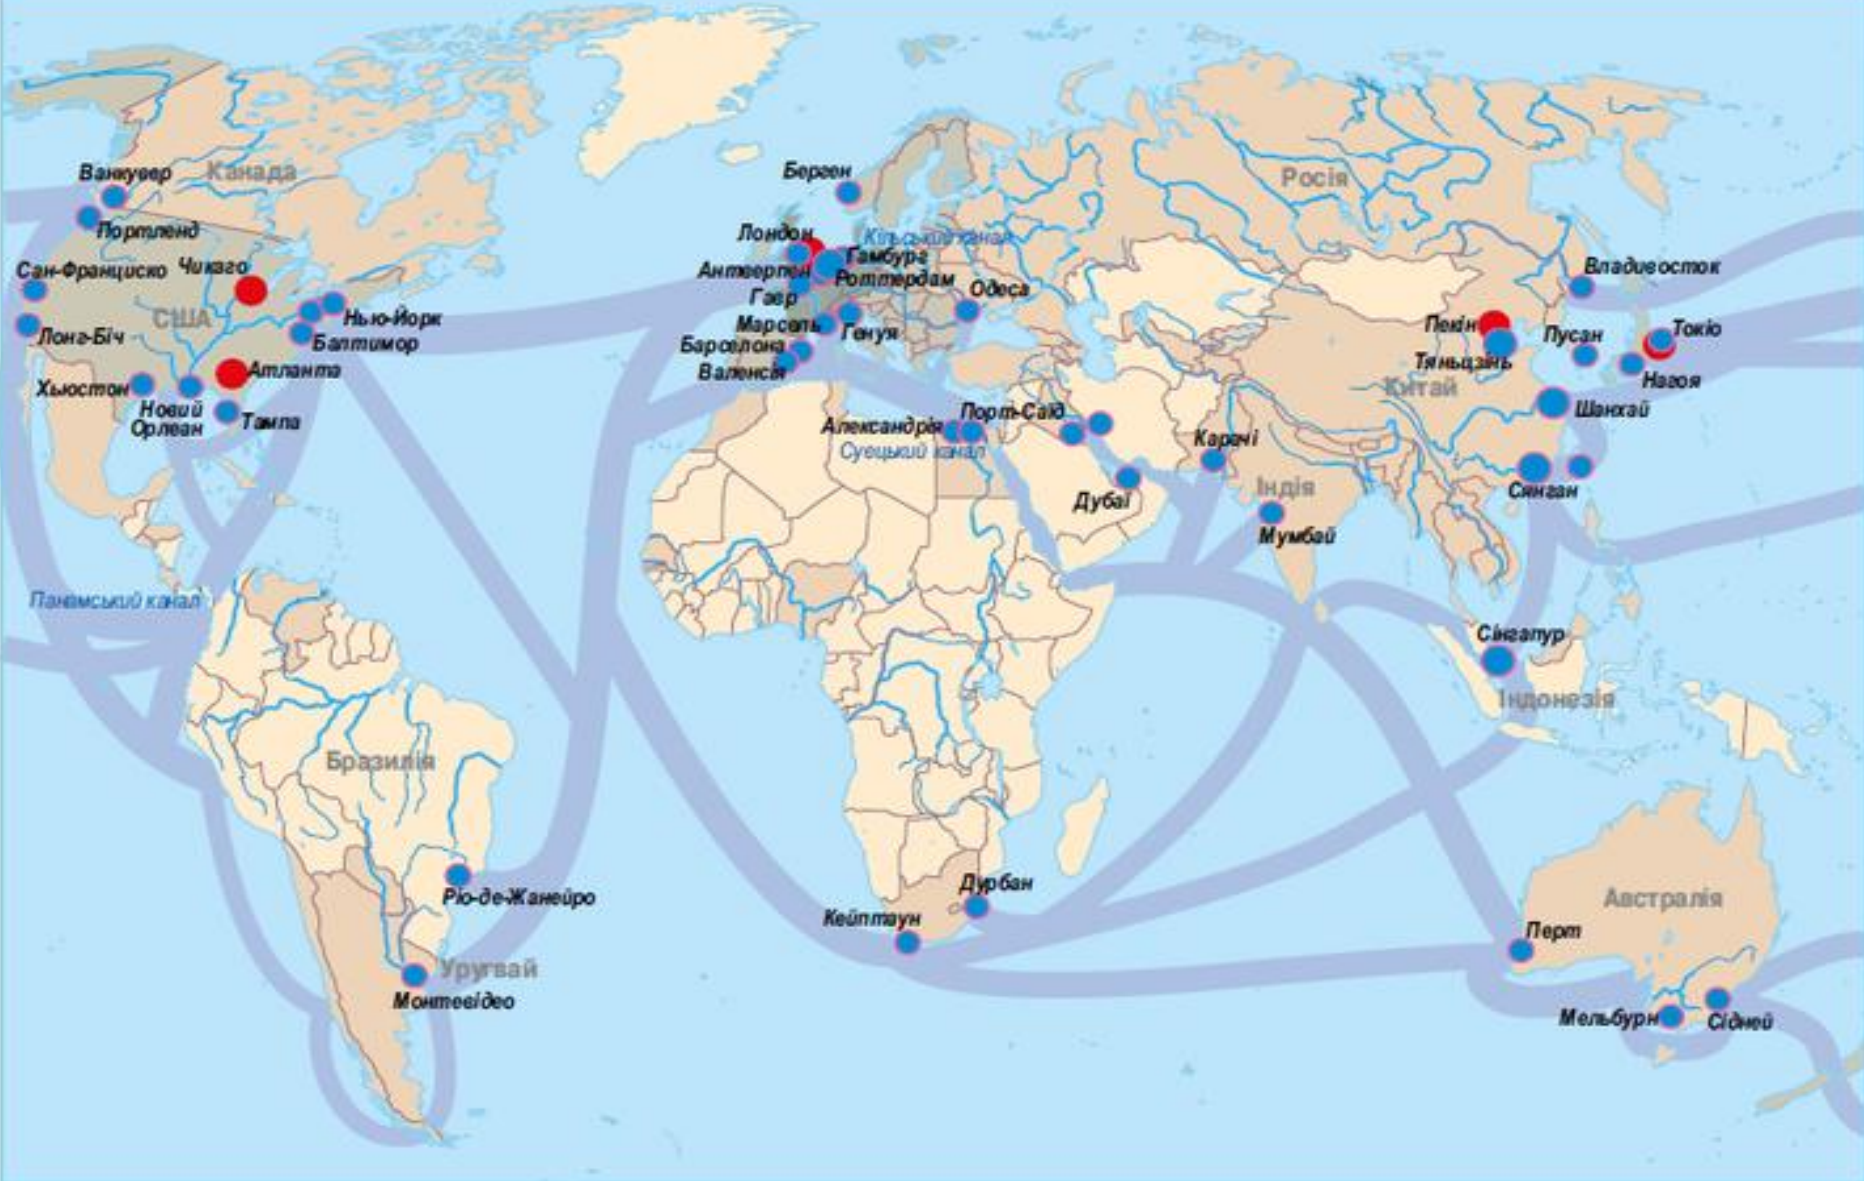 Ванкувер
Канада
Портленд
Сан-Франциско
Чикаго
США
Лонг-Біч
Нью-Йорк
Балтимор
Атланта
Хьюстон
Новий
Орлеан
Тампа
Панамський канал
Бразилія
Ріо-де-Жанейро
Уругвай
Монтевідео
Берген
Лондон
Кільський канал
Гамбург
Антверпен
Роттердам
Гавр
Одеса
Марсель
Генуя
Барселона
Валенсія
Александрія
Порт-Саїд
Суецький канал
Дубаї
Карачі
Індія
Мумбай
Кейптаун
Дурбан
Росія
Владивосток
Пекін
Тяньцзінь
Пусан
Токіо
Нагоя
Китай
Шанхай
Сянган
Сінгапур
Індонезія
Австралія
Перт
Мельбурн
Сідней